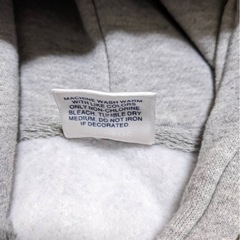 MACHINE WASH WARM
WITH LIKE COLORS
ONLY NON-CHLORINE
BLEACH. TUMBLE DRY
MEDIUM. DO NOT IRON
IF DECORATED.